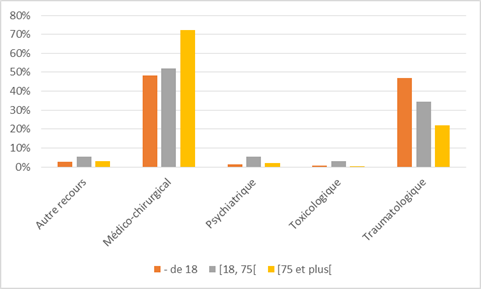 80%
70%
60%
50%
40%
30%
20%
10%
0%
Autre recours
Médico-chirurgical
Psychiatrique
Toxicologique
Traumatologique
- de 18
[18, 75[
[75 et plus[